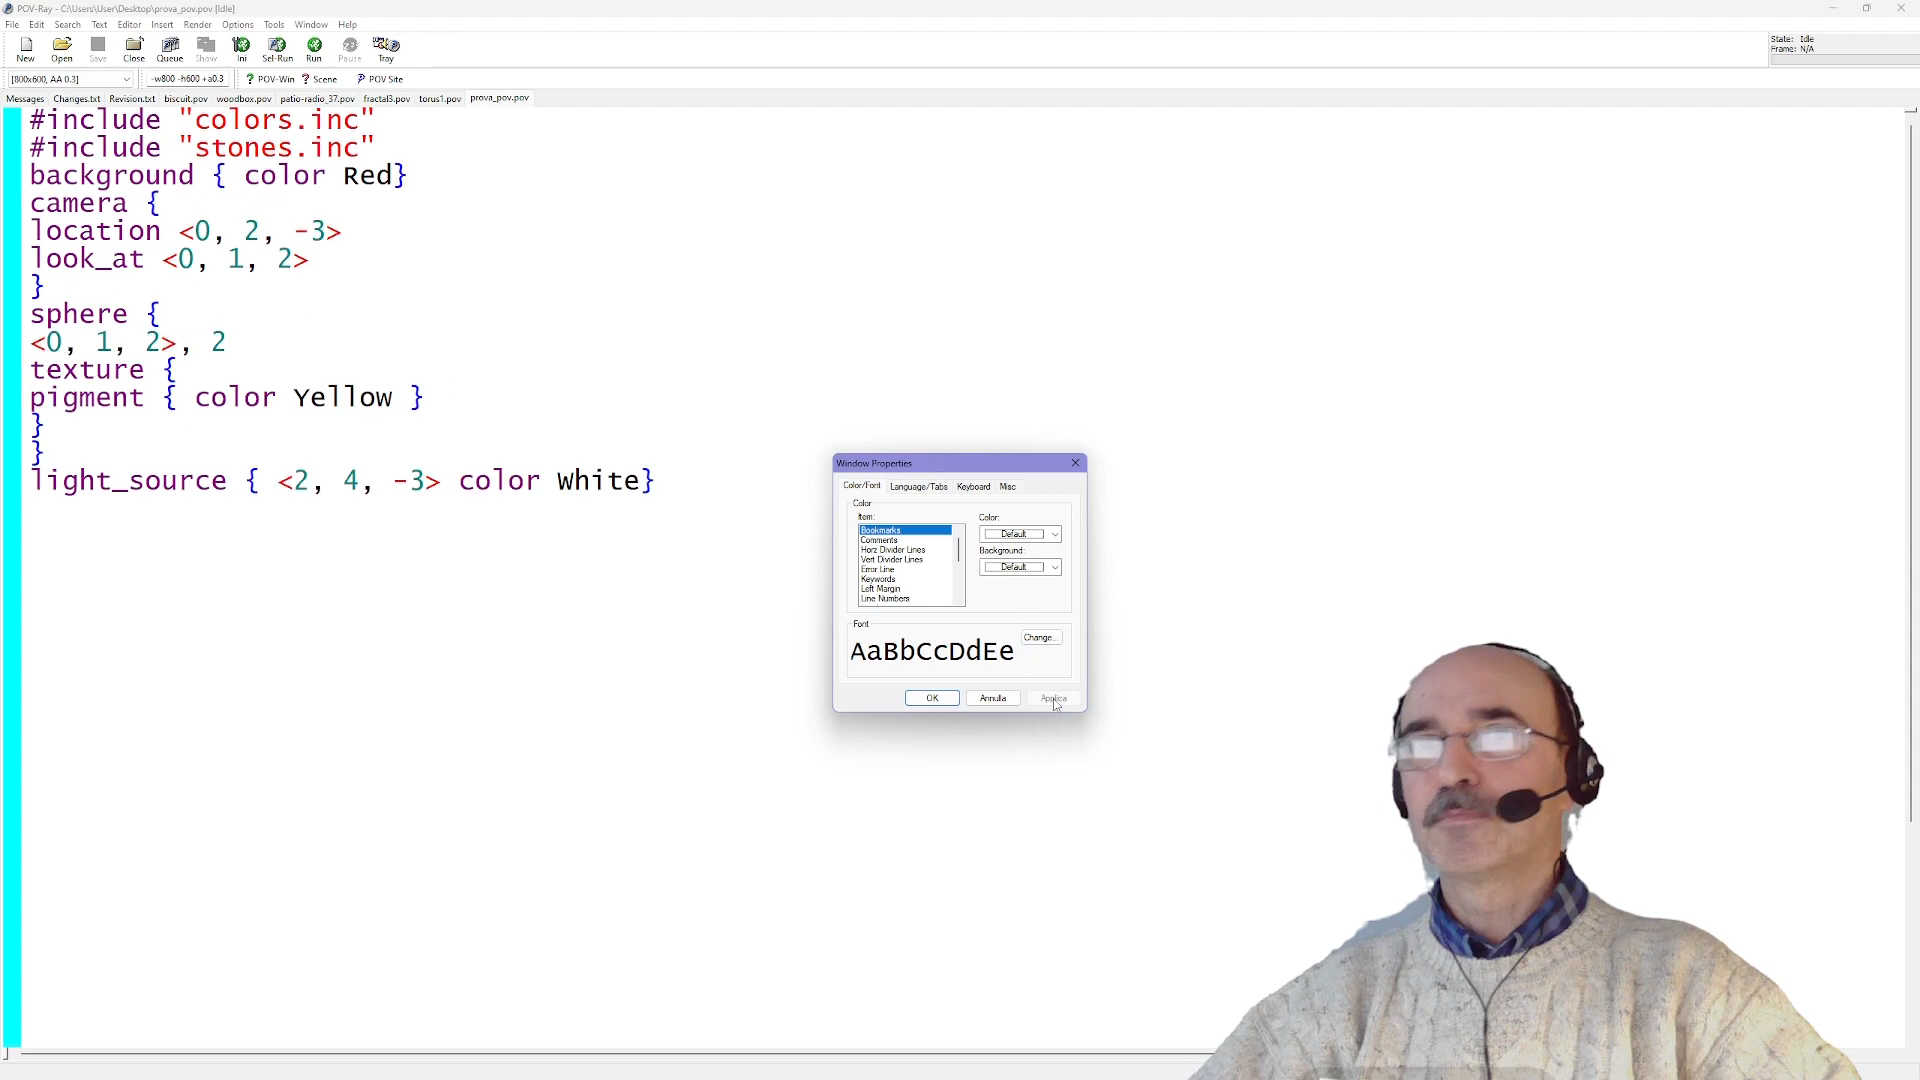 POV-Ray - C:\Users\User\Desktop\prova_pov.pov [Idle]
File Edit Search Text Editor Insert Render Options Tools Window Help
New Open Save Close Queue Show Ini Sel-Run Run Pause Tray
State: Idle
Frame: N/A
[800x600, AA 0.3] -w800 -h600 +a0.3 ? POV-Win ? Scene POV Site
Messages Changes.txt Revision.txt biscuit.pov woodbox.pov patio-radio_37.pov fractal3.pov torus1.pov prova_pov.pov
#include "colors.inc"
#include "stones.inc"
background { color Red}
camera {
location <0, 2, -3>
look_at <0, 1, 2>
}
sphere {
<0, 1, 2>, 2
texture {
pigment { color Yellow }
}
}
light_source { <2, 4, -3> color White}
Window Properties
Color/Font Language/Tabs Keyboard Misc
Color
Item:
Bookmarks
Comments
Horz Divider Lines
Vert Divider Lines
Error Line
Keywords
Left Margin
Line Numbers
Color:
Default
Background:
Default
Font
AaBbCcDdEe
Change...
OK Annulla Applica